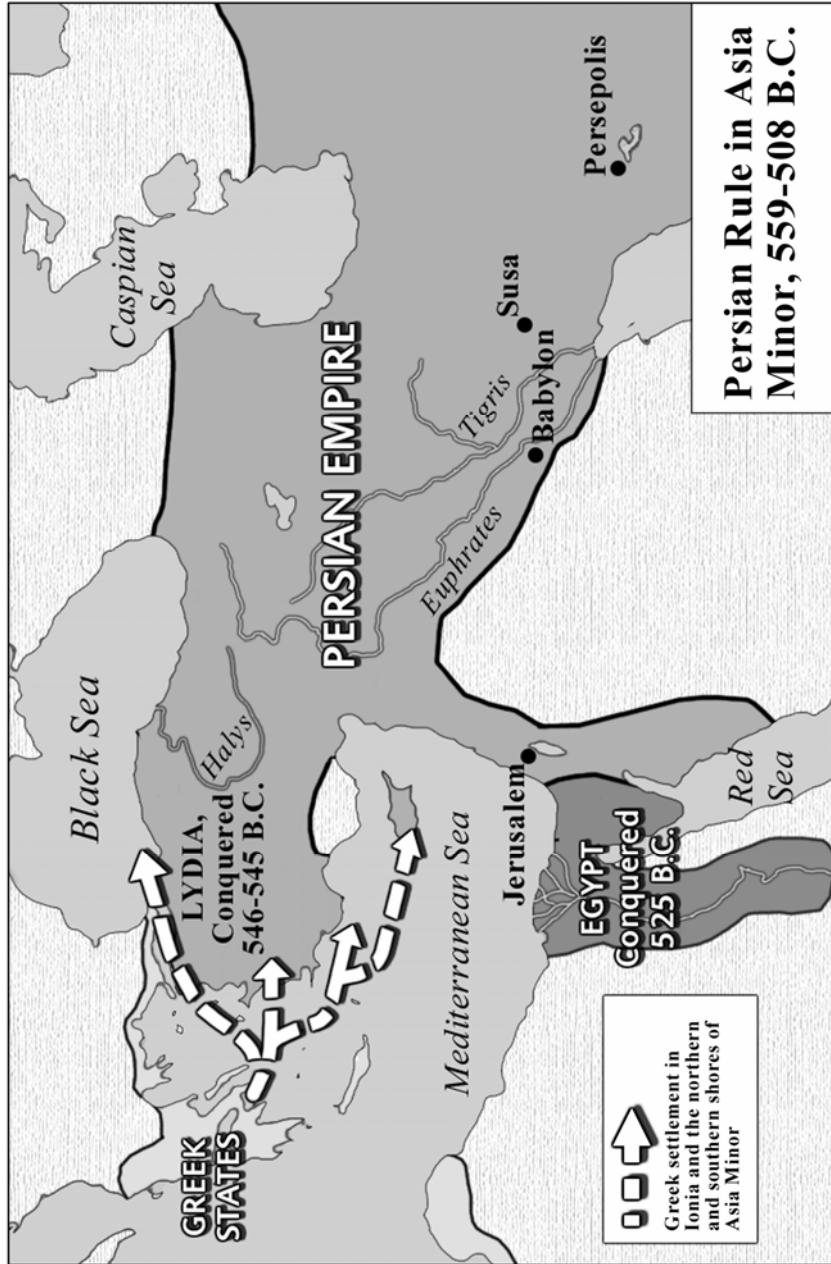 Black Sea
Caspian
Sea
GREEK
STATES
LYDIA,
Conquered
546-545 B.C.
Halys
PERSIAN EMPIRE
Tigris
Euphrates
Susa
Babylon
Persepolis
Mediterranean Sea
Jerusalem
EGYPT
Conquered
525 B.C.
Red
Sea
Greek settlement in
Ionia and the northern
and southern shores of
Asia Minor
Persian Rule in Asia
Minor, 559-508 B.C.